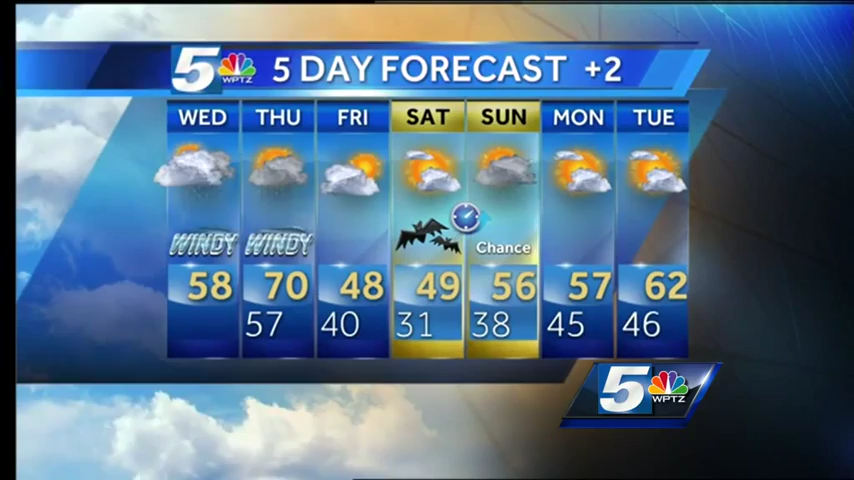 5 WPTZ 5 DAY FORECAST +2
WED THU FRI SAT SUN MON TUE
WINDY WINDY
Chance
58 70 48 49 56 57 62
57 40 31 38 45 46
5 WPTZ